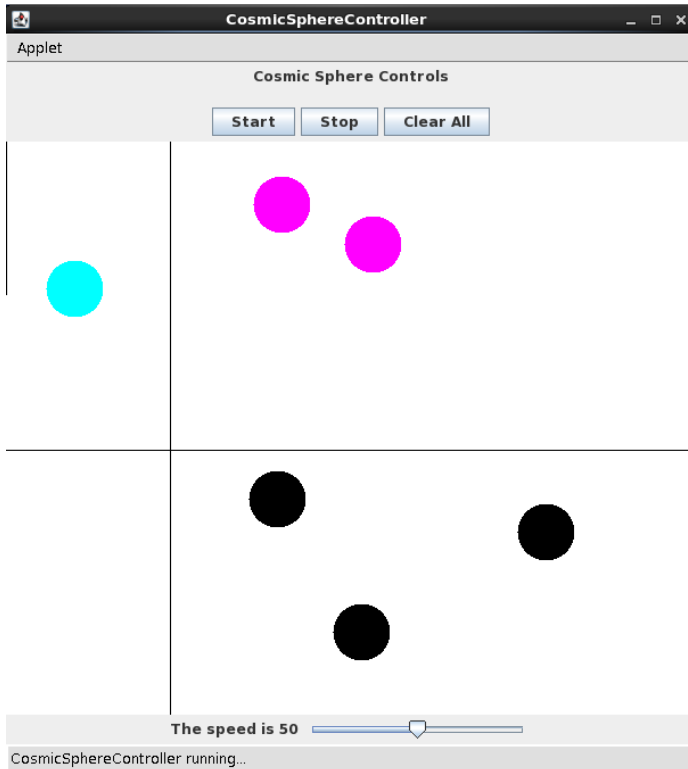 CosmicSphereController
Applet
Cosmic Sphere Controls
Start Stop Clear All
The speed is 50
CosmicSphereController running...